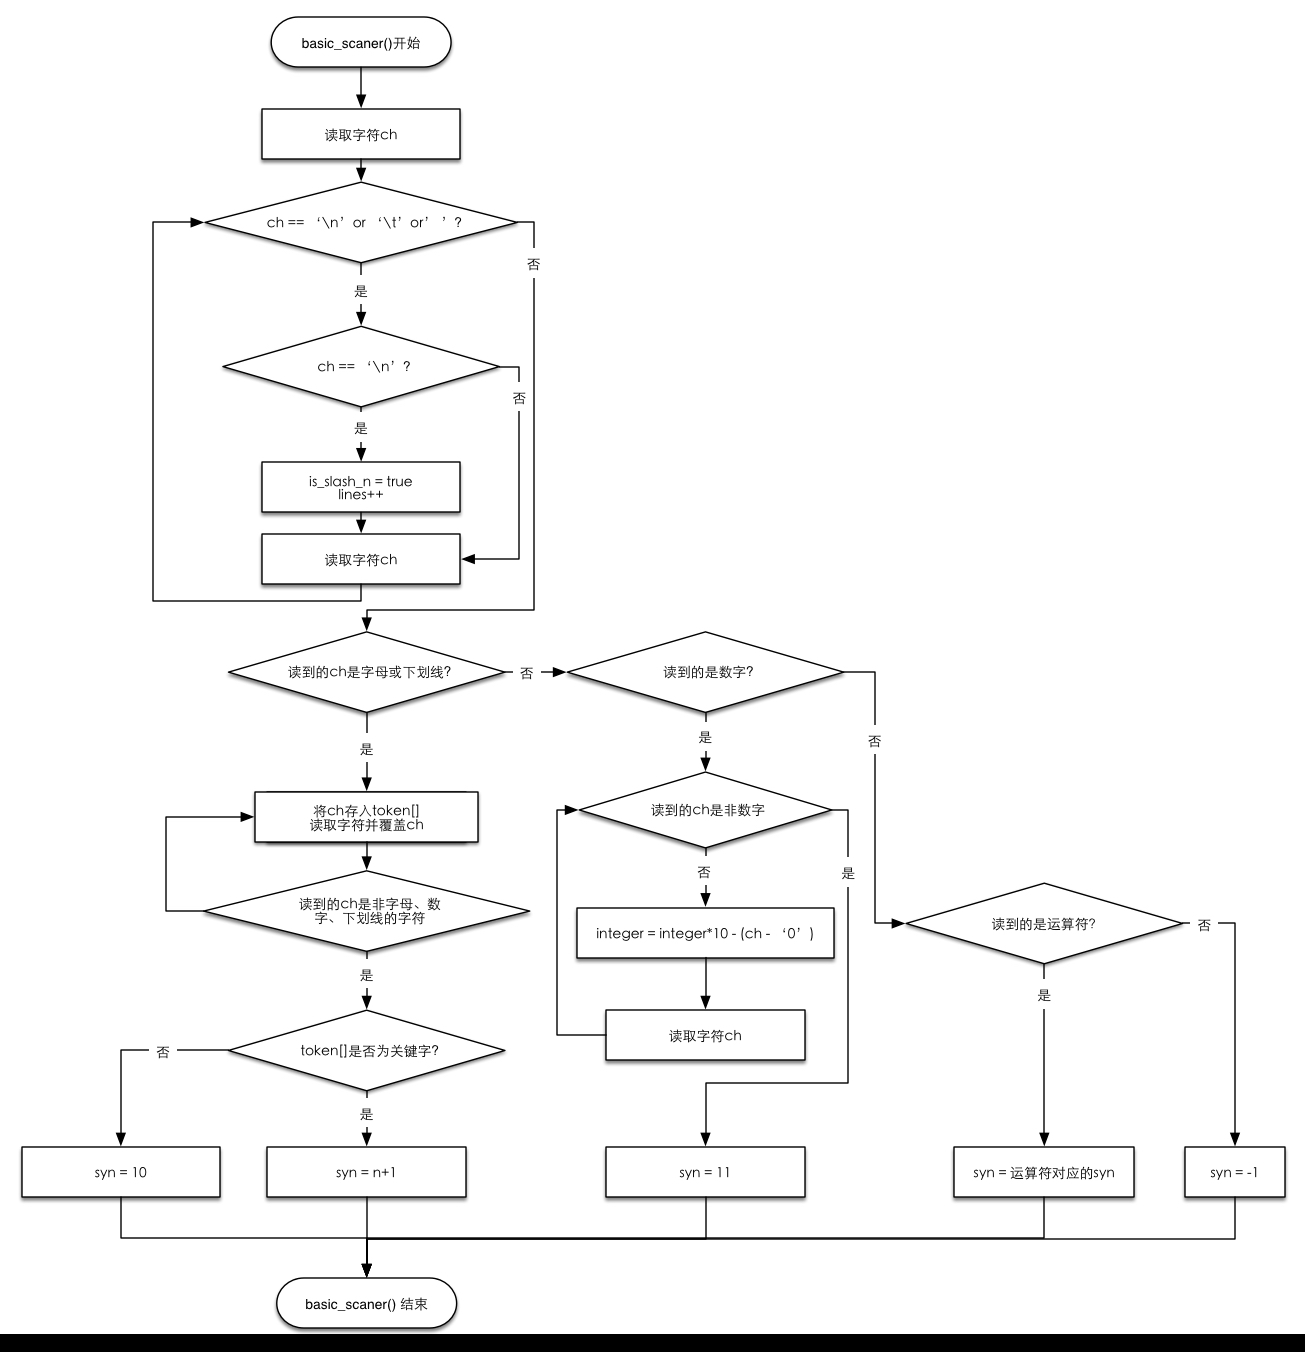 basic_scaner()开始
读取字符ch
ch == ‘\n’ or ‘\t’ or’ ’ ?
否
是
ch == ‘\n’ ?
否
是
is_slash_n = true
lines++
读取字符ch
读到的ch是字母或下划线?
否
读到的是数字?
是
是
否
将ch存入token[]
读取字符并覆盖ch
读到的ch是非数字
否
是
读到的ch是非字母、数
字、下划线的字符
integer = integer*10 - (ch - ‘0’ )
读到的是运算符?
否
是
是
读取字符ch
token[]是否为关键字?
否
是
syn = 10
syn = n+1
syn = 11
syn = 运算符对应的syn
syn = -1
basic_scaner() 结束